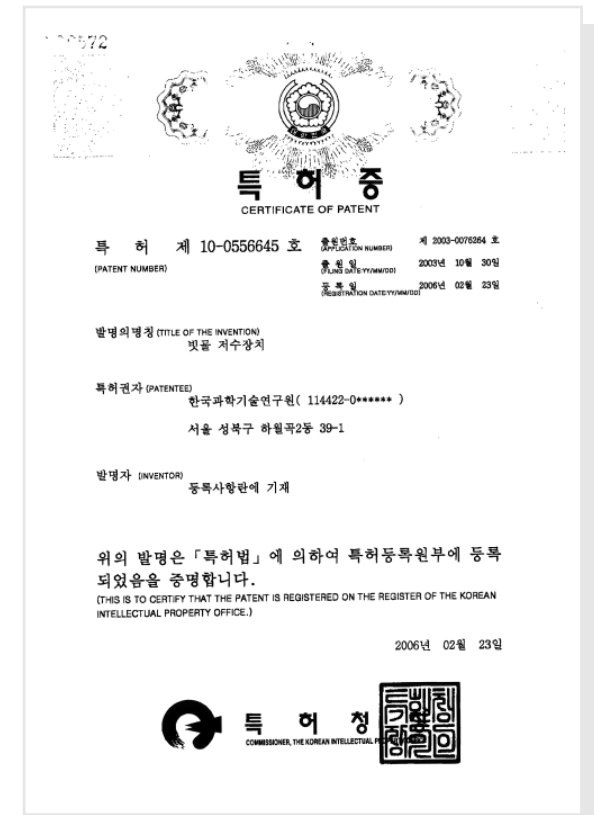 특 허 증
CERTIFICATE OF PATENT
특 허 제 10-0556645 호
(PATENT NUMBER)
출원번호 제 2003-0076264 호
(APPLICATION NUMBER)
출 원 일 2003년 10월 30일
(FILING DATE:YY/MM/DD)
등 록 일 2006년 02월 23일
(REGISTRATION DATE:YY/MM/DD)
발명의명칭 (TITLE OF THE INVENTION)
빗물 저수장치
특허권자 (PATENTEE)
한국과학기술연구원( 114422-0****** )
서울 성북구 하월곡2동 39-1
발명자 (INVENTOR)
등록사항란에 기재
위의 발명은 「특허법」에 의하여 특허등록원부에 등록
되었음을 증명합니다.
(THIS IS TO CERTIFY THAT THE PATENT IS REGISTERED ON THE REGISTER OF THE KOREAN
INTELLECTUAL PROPERTY OFFICE.)
2006년 02월 23일
특 허 청
COMMISSIONER, THE KOREAN INTELLECTUAL